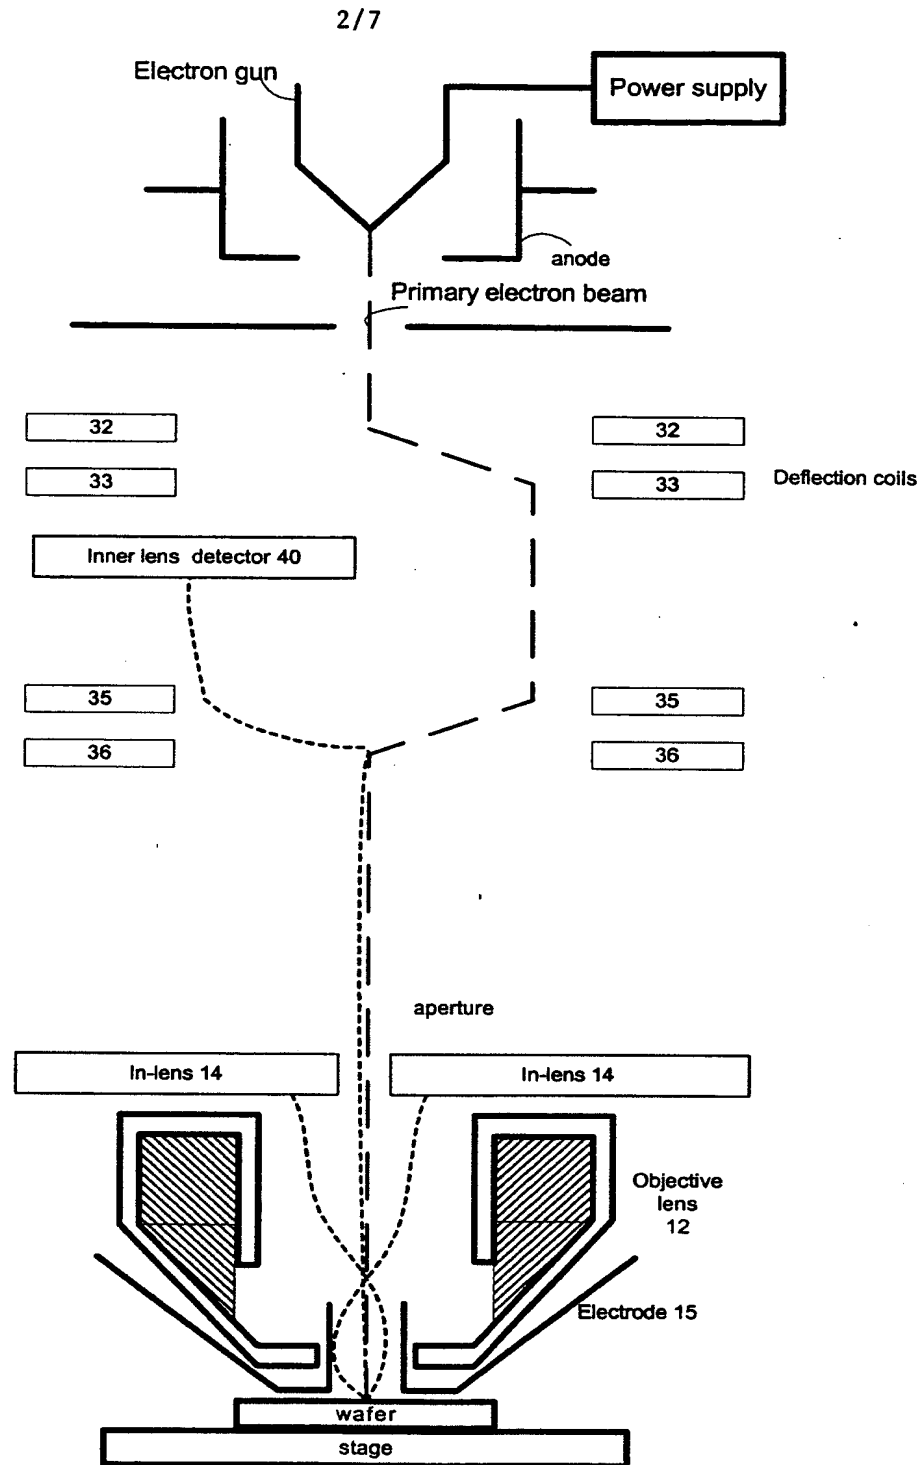 2/7
Electron gun
Power supply
anode
Primary electron beam
32
32
33
33
Deflection coils
Inner lens detector 40
35
35
36
36
aperture
In-lens 14
In-lens 14
Objective
lens
12
Electrode 15
wafer
stage